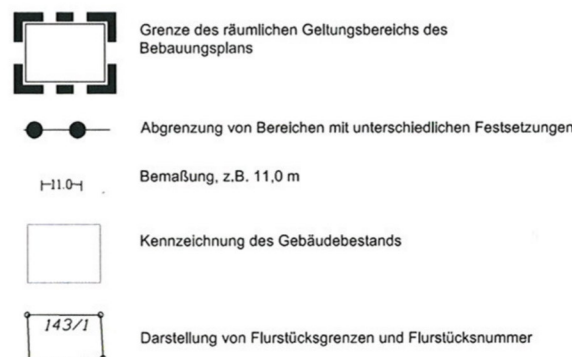 Grenze des räumlichen Geltungsbereichs des
Bebauungsplans
Abgrenzung von Bereichen mit unterschiedlichen Festsetzungen
11.0
Bemaßung, z.B. 11,0 m
Kennzeichnung des Gebäudebestands
143/1
Darstellung von Flurstücksgrenzen und Flurstücksnummer